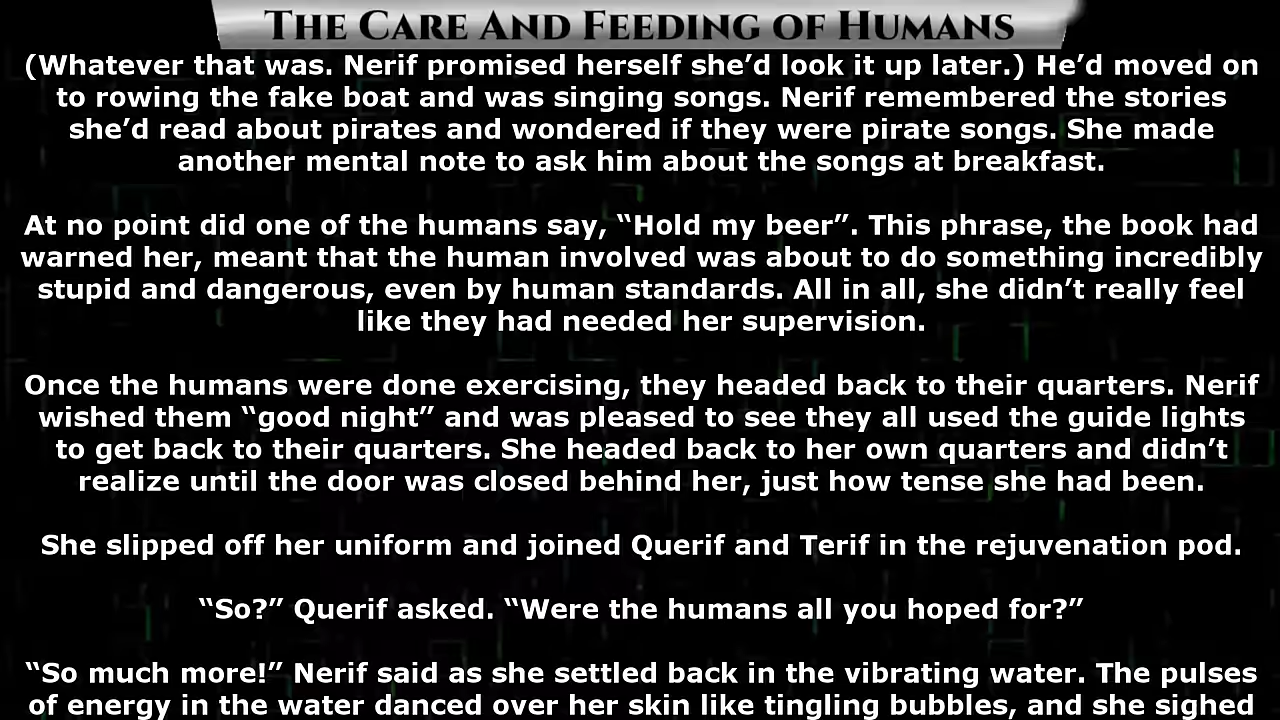 The Care And Feeding of Humans
(Whatever that was. Nerif promised herself she’d look it up later.) He’d moved on
to rowing the fake boat and was singing songs. Nerif remembered the stories
she’d read about pirates and wondered if they were pirate songs. She made
another mental note to ask him about the songs at breakfast.
At no point did one of the humans say, “Hold my beer”. This phrase, the book had
warned her, meant that the human involved was about to do something incredibly
stupid and dangerous, even by human standards. All in all, she didn’t really feel
like they had needed her supervision.
Once the humans were done exercising, they headed back to their quarters. Nerif
wished them “good night” and was pleased to see they all used the guide lights
to get back to their quarters. She headed back to her own quarters and didn’t
realize until the door was closed behind her, just how tense she had been.
She slipped off her uniform and joined Querif and Terif in the rejuvenation pod.
“So?” Querif asked. “Were the humans all you hoped for?”
“So much more!” Nerif said as she settled back in the vibrating water. The pulses
of energy in the water danced over her skin like tingling bubbles, and she sighed